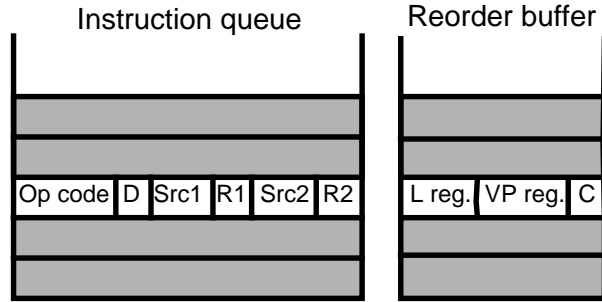 Instruction queue
Reorder buffer
Op code D Src1 R1 Src2 R2
L reg. VP reg. C